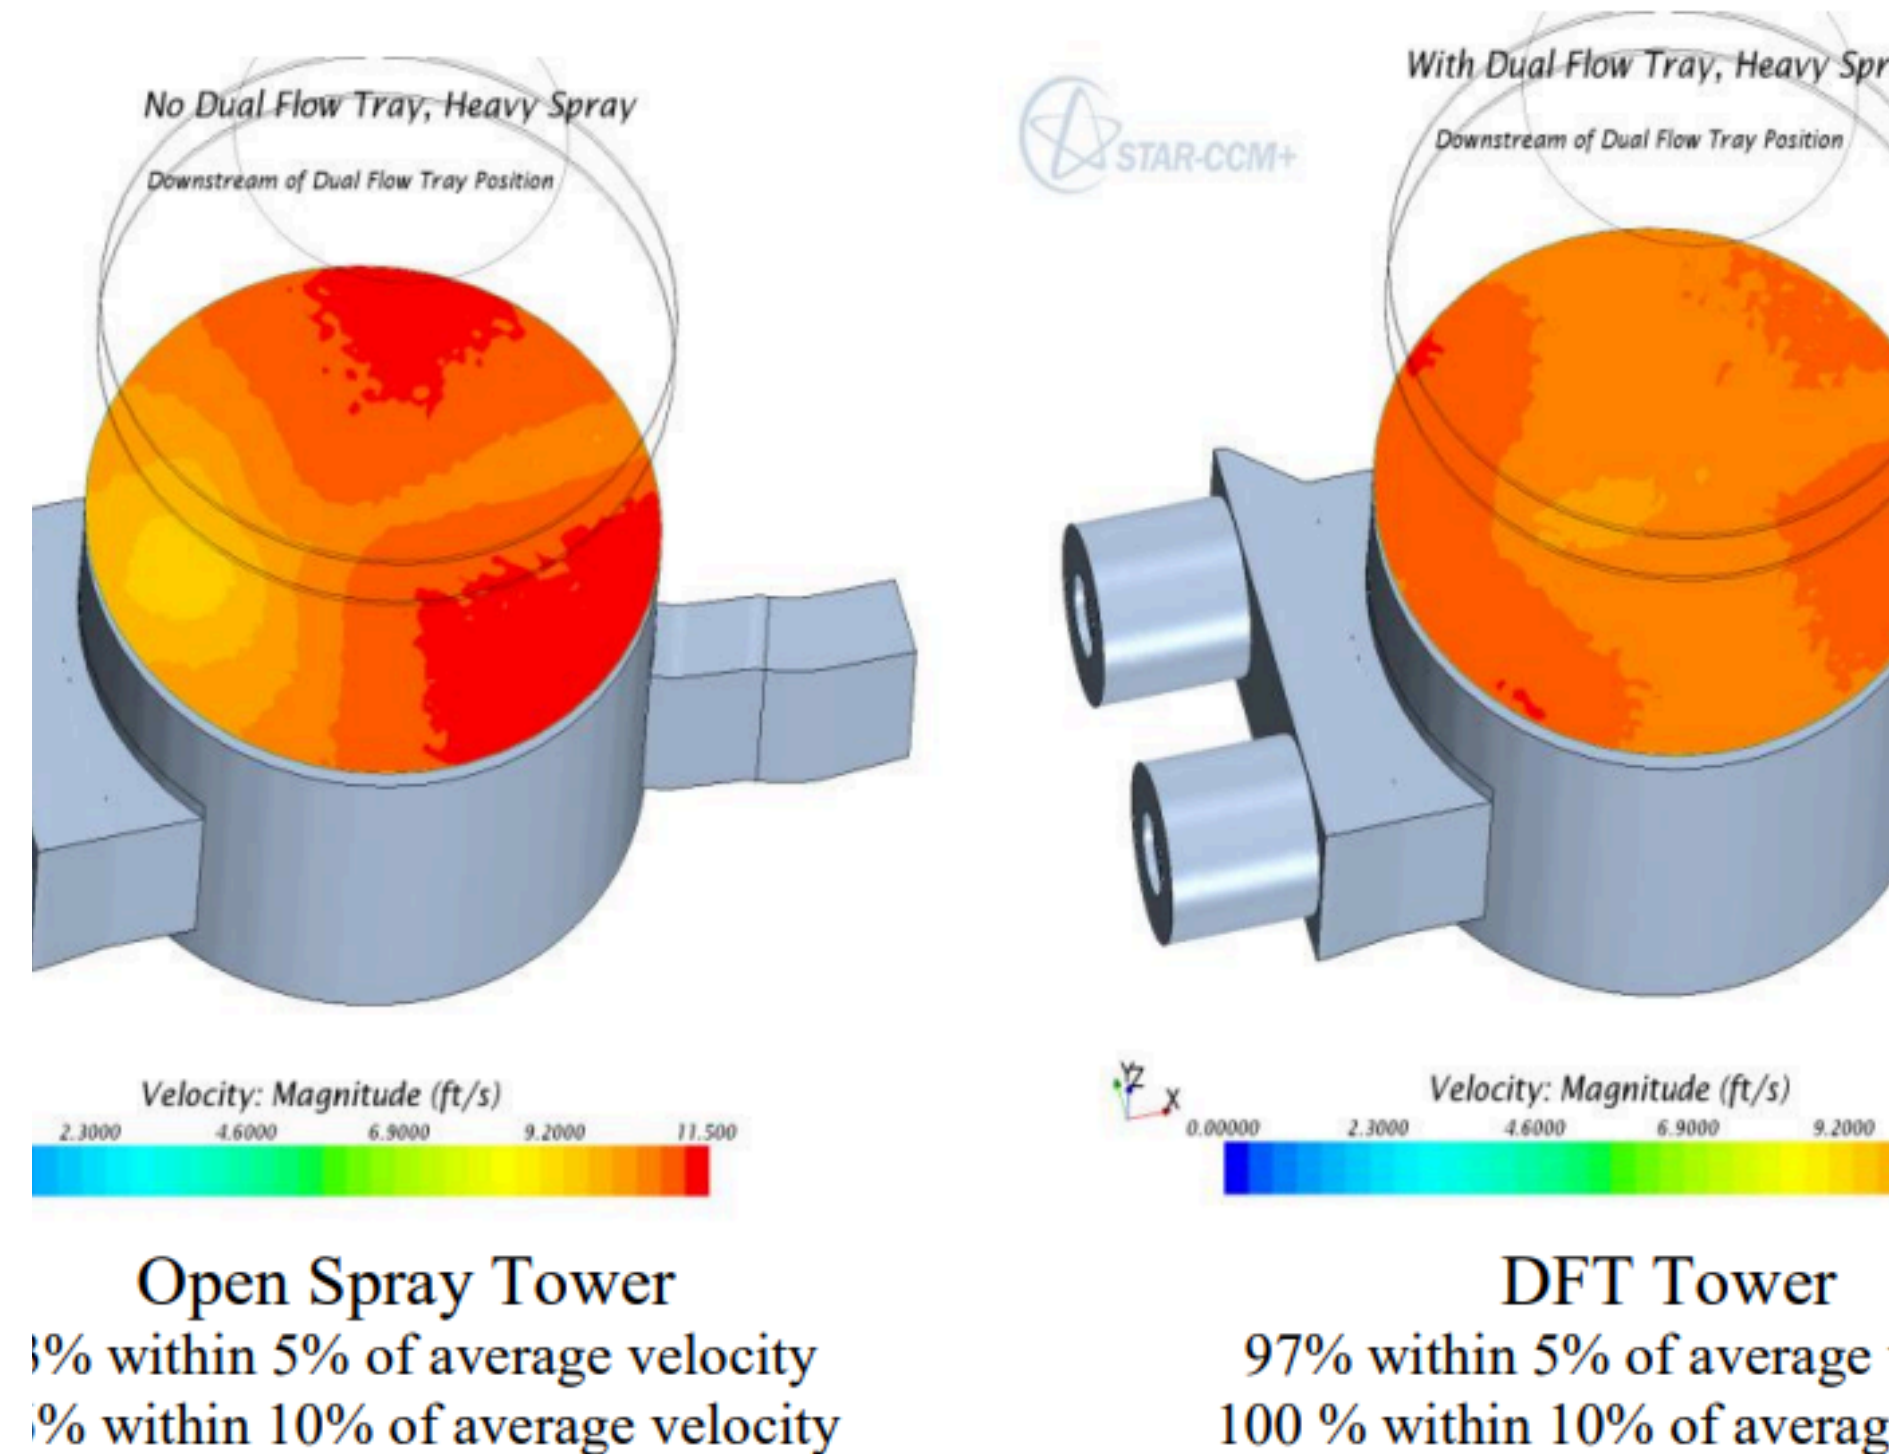 No Dual Flow Tray, Heavy Spray
Downstream of Dual Flow Tray Position
Velocity: Magnitude (ft/s)
2.3000 4.6000 6.9000 9.2000 11.500
Open Spray Tower
% within 5% of average velocity
% within 10% of average velocity
STAR-CCM+
With Dual Flow Tray, Heavy Spr
Downstream of Dual Flow Tray Position
Y Z X
Velocity: Magnitude (ft/s)
0.00000 2.3000 4.6000 6.9000 9.2000
DFT Tower
97% within 5% of average
100 % within 10% of averag